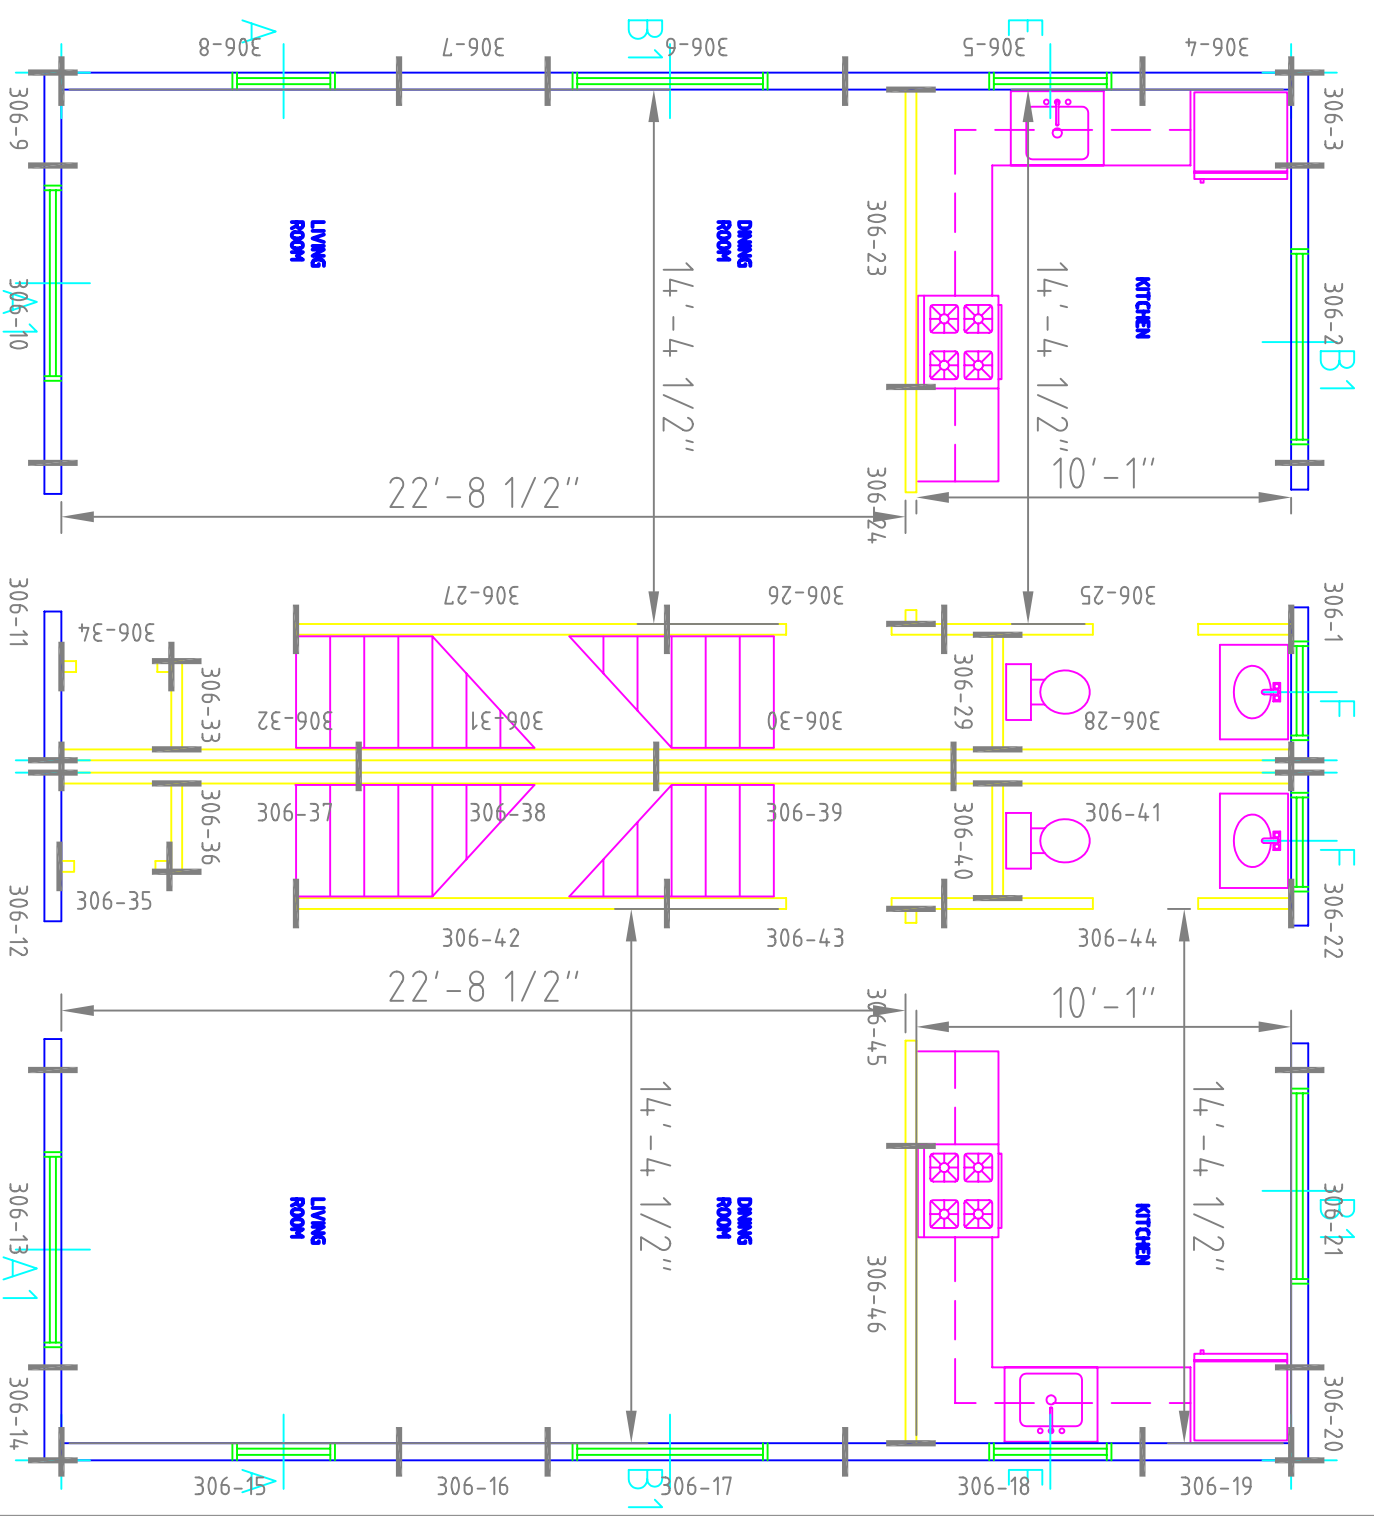 A
B1
E
306-8
306-7
306-6
306-5
306-4
306-9
306-3
LIVING
ROOM
DINING
ROOM
306-23
KITCHEN
14'-4 1/2"
14'-4 1/2"
306-10
A1
306-2
B1
22'-8 1/2"
10'-1"
306-24
306-11
306-34
306-27
306-26
306-25
306-1
306-33
306-29
F
306-32
306-31
306-30
306-28
306-37
306-38
306-39
306-41
306-36
306-40
F
306-12
306-35
306-22
306-42
306-43
306-44
22'-8 1/2"
306-45
10'-1"
14'-4 1/2"
14'-4 1/2"
LIVING
ROOM
DINING
ROOM
KITCHEN
306-13
A1
306-46
306-21
B1
306-14
306-20
306-15
306-16
306-17
306-18
306-19
A
B1
E